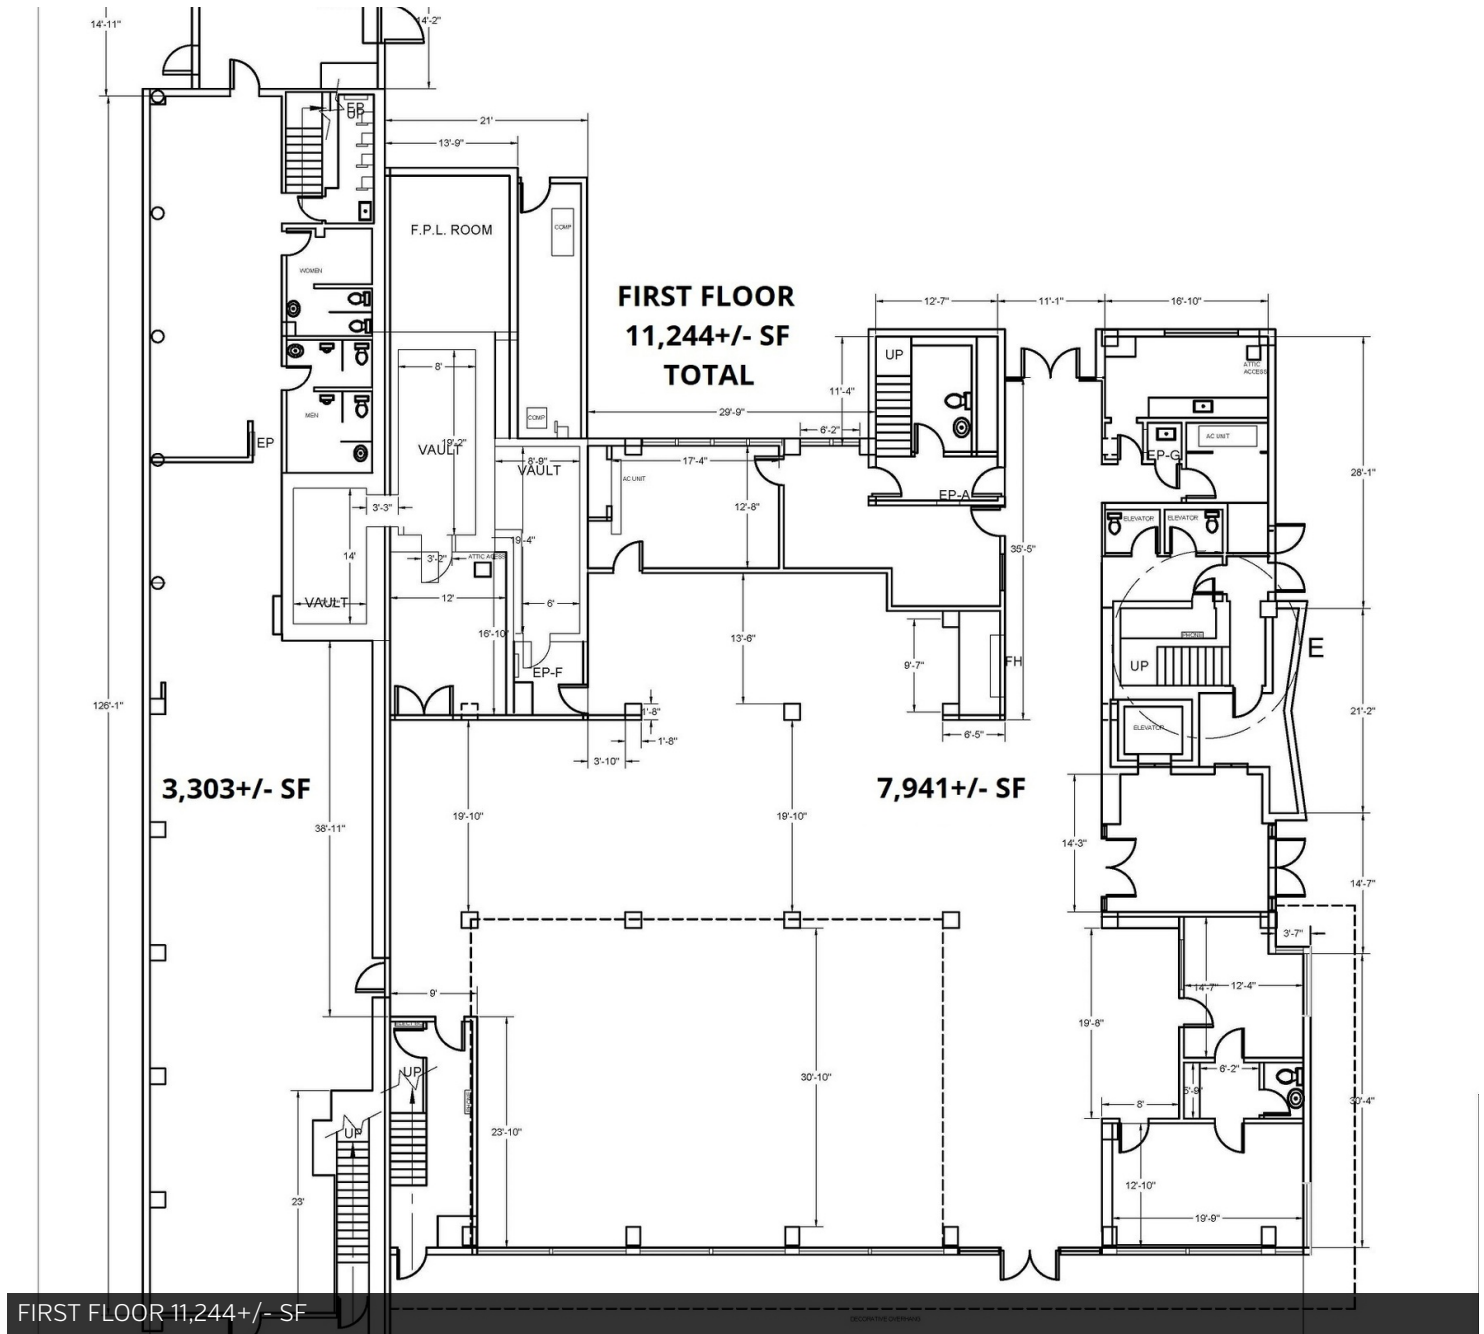 14'-11"
14'-2"
UP
21'
13'-9"
F.P.L. ROOM
COMP
WOMEN
FIRST FLOOR
11,244+/- SF
TOTAL
12'-7"
11'-1"
16'-10"
UP
ATTIC
ACCESS
8'
11'-4"
29'-9"
COMP
6'-2"
MEN
EP
VAULT
19'-2"
VAULT
8'-9"
17'-4"
AC UNIT
EP-G
AC UNIT
28'-1"
EP-A
12'-8"
3'-3"
ELEVATOR
ELEVATOR
14'
3'-2"
35'-5"
VAULT
12'
6'
16'-10"
13'-6"
9'-7"
FH
EP-F
PHONE
UP
E
126'-1"
1'-8"
1'-8"
21'-2"
6'-5"
ELEVATOR
3'-10"
3,303+/- SF
7,941+/- SF
38'-11"
19'-10"
19'-10"
14'-3"
14'-7"
3'-7"
9'
14'-7"
12'-4"
19'-8"
UP
30'-10"
6'-2"
8'
30'-4"
UP
23'-10"
12'-10"
23'
19'-9"
FIRST FLOOR 11,244+/- SF
DECORATIVE OVERHANG